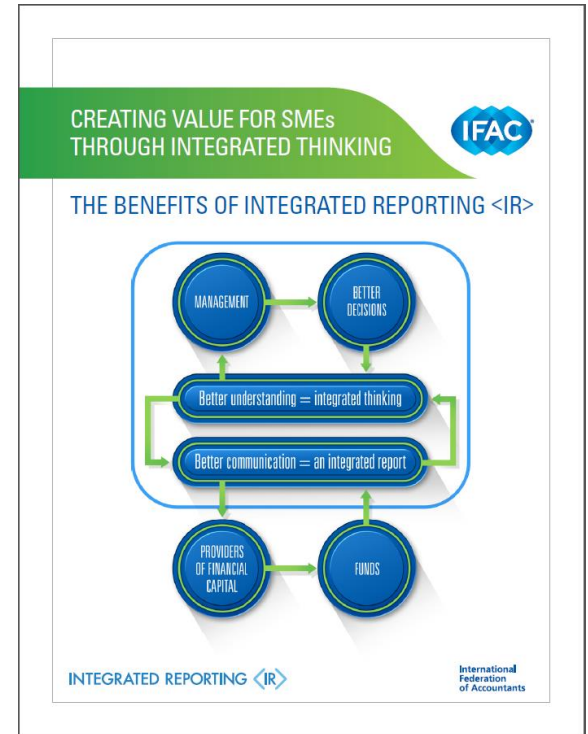 CREATING VALUE FOR SMEs
THROUGH INTEGRATED THINKING
IFAC®
THE BENEFITS OF INTEGRATED REPORTING <IR>
MANAGEMENT
BETTER
DECISIONS
Better understanding = integrated thinking
Better communication = an integrated report
PROVIDERS
OF FINANCIAL
CAPITAL
FUNDS
INTEGRATED REPORTING <IR>
International
Federation
of Accountants